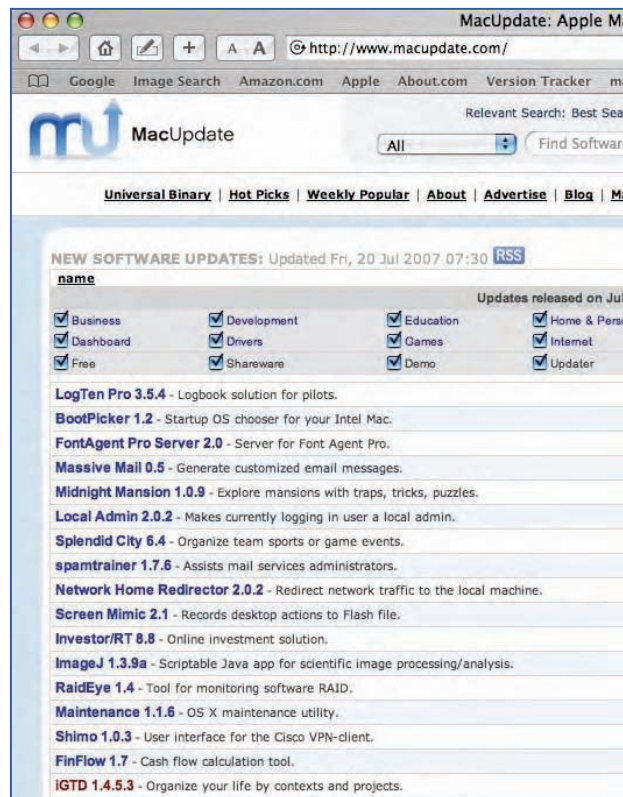 MacUpdate: Apple Ma
A A http://www.macupdate.com/
Google Image Search Amazon.com Apple About.com Version Tracker m
Relevant Search: Best Sea
mu MacUpdate
All Find Softwar
Universal Binary | Hot Picks | Weekly Popular | About | Advertise | Blog | M
NEW SOFTWARE UPDATES: Updated Fri, 20 Jul 2007 07:30 RSS
name
Updates released on Jul
Business Development Education Home & Pers
Dashboard Drivers Games Internet
Free Shareware Demo Updater
LogTen Pro 3.5.4 - Logbook solution for pilots.
BootPicker 1.2 - Startup OS chooser for your Intel Mac.
FontAgent Pro Server 2.0 - Server for Font Agent Pro.
Massive Mail 0.5 - Generate customized email messages.
Midnight Mansion 1.0.9 - Explore mansions with traps, tricks, puzzles.
Local Admin 2.0.2 - Makes currently logging in user a local admin.
Splendid City 6.4 - Organize team sports or game events.
spamtrainer 1.7.6 - Assists mail services administrators.
Network Home Redirector 2.0.2 - Redirect network traffic to the local machine.
Screen Mimic 2.1 - Records desktop actions to Flash file.
Investor/RT 8.8 - Online investment solution.
ImageJ 1.3.9a - Scriptable Java app for scientific image processing/analysis.
RaidEye 1.4 - Tool for monitoring software RAID.
Maintenance 1.1.6 - OS X maintenance utility.
Shimo 1.0.3 - User interface for the Cisco VPN-client.
FinFlow 1.7 - Cash flow calculation tool.
iGTD 1.4.5.3 - Organize your life by contexts and projects.